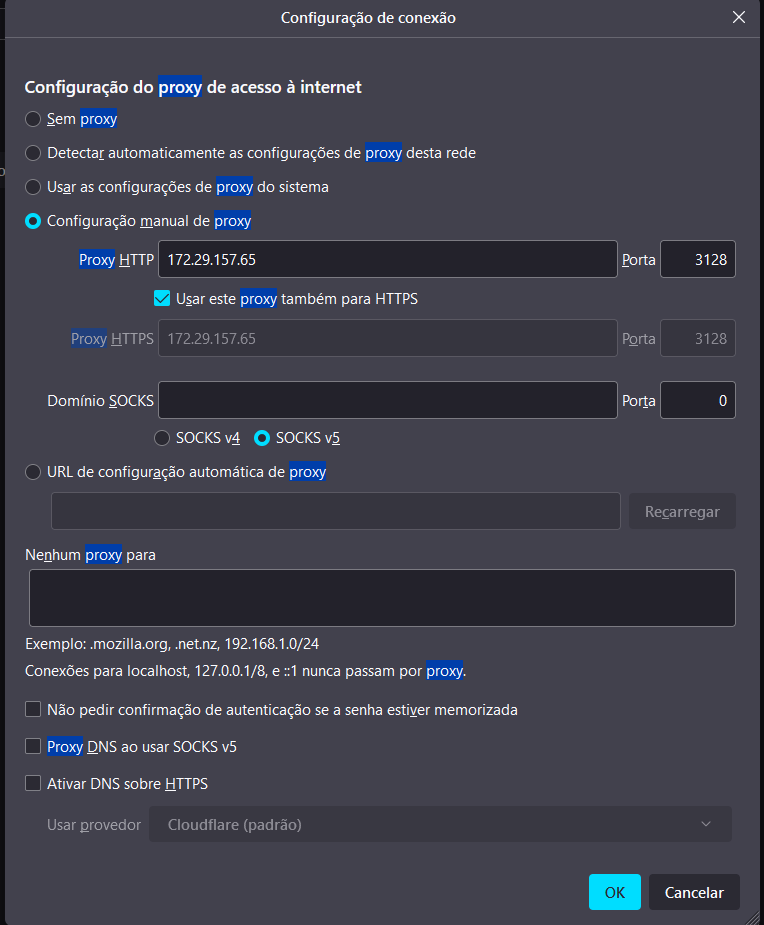 Configuração de conexão
Configuração do proxy de acesso à internet
Sem proxy
Detectar automaticamente as configurações de proxy desta rede
Usar as configurações de proxy do sistema
Configuração manual de proxy
Proxy HTTP 172.29.157.65 Porta 3128
Usar este proxy também para HTTPS
Proxy HTTPS 172.29.157.65 Porta 3128
Domínio SOCKS Porta 0
SOCKS v4 SOCKS v5
URL de configuração automática de proxy
Recarregar
Nenhum proxy para
Exemplo: .mozilla.org, .net.nz, 192.168.1.0/24
Conexões para localhost, 127.0.0.1/8, e ::1 nunca passam por proxy.
Não pedir confirmação de autenticação se a senha estiver memorizada
Proxy DNS ao usar SOCKS v5
Ativar DNS sobre HTTPS
Usar provedor Cloudflare (padrão)
OK Cancelar